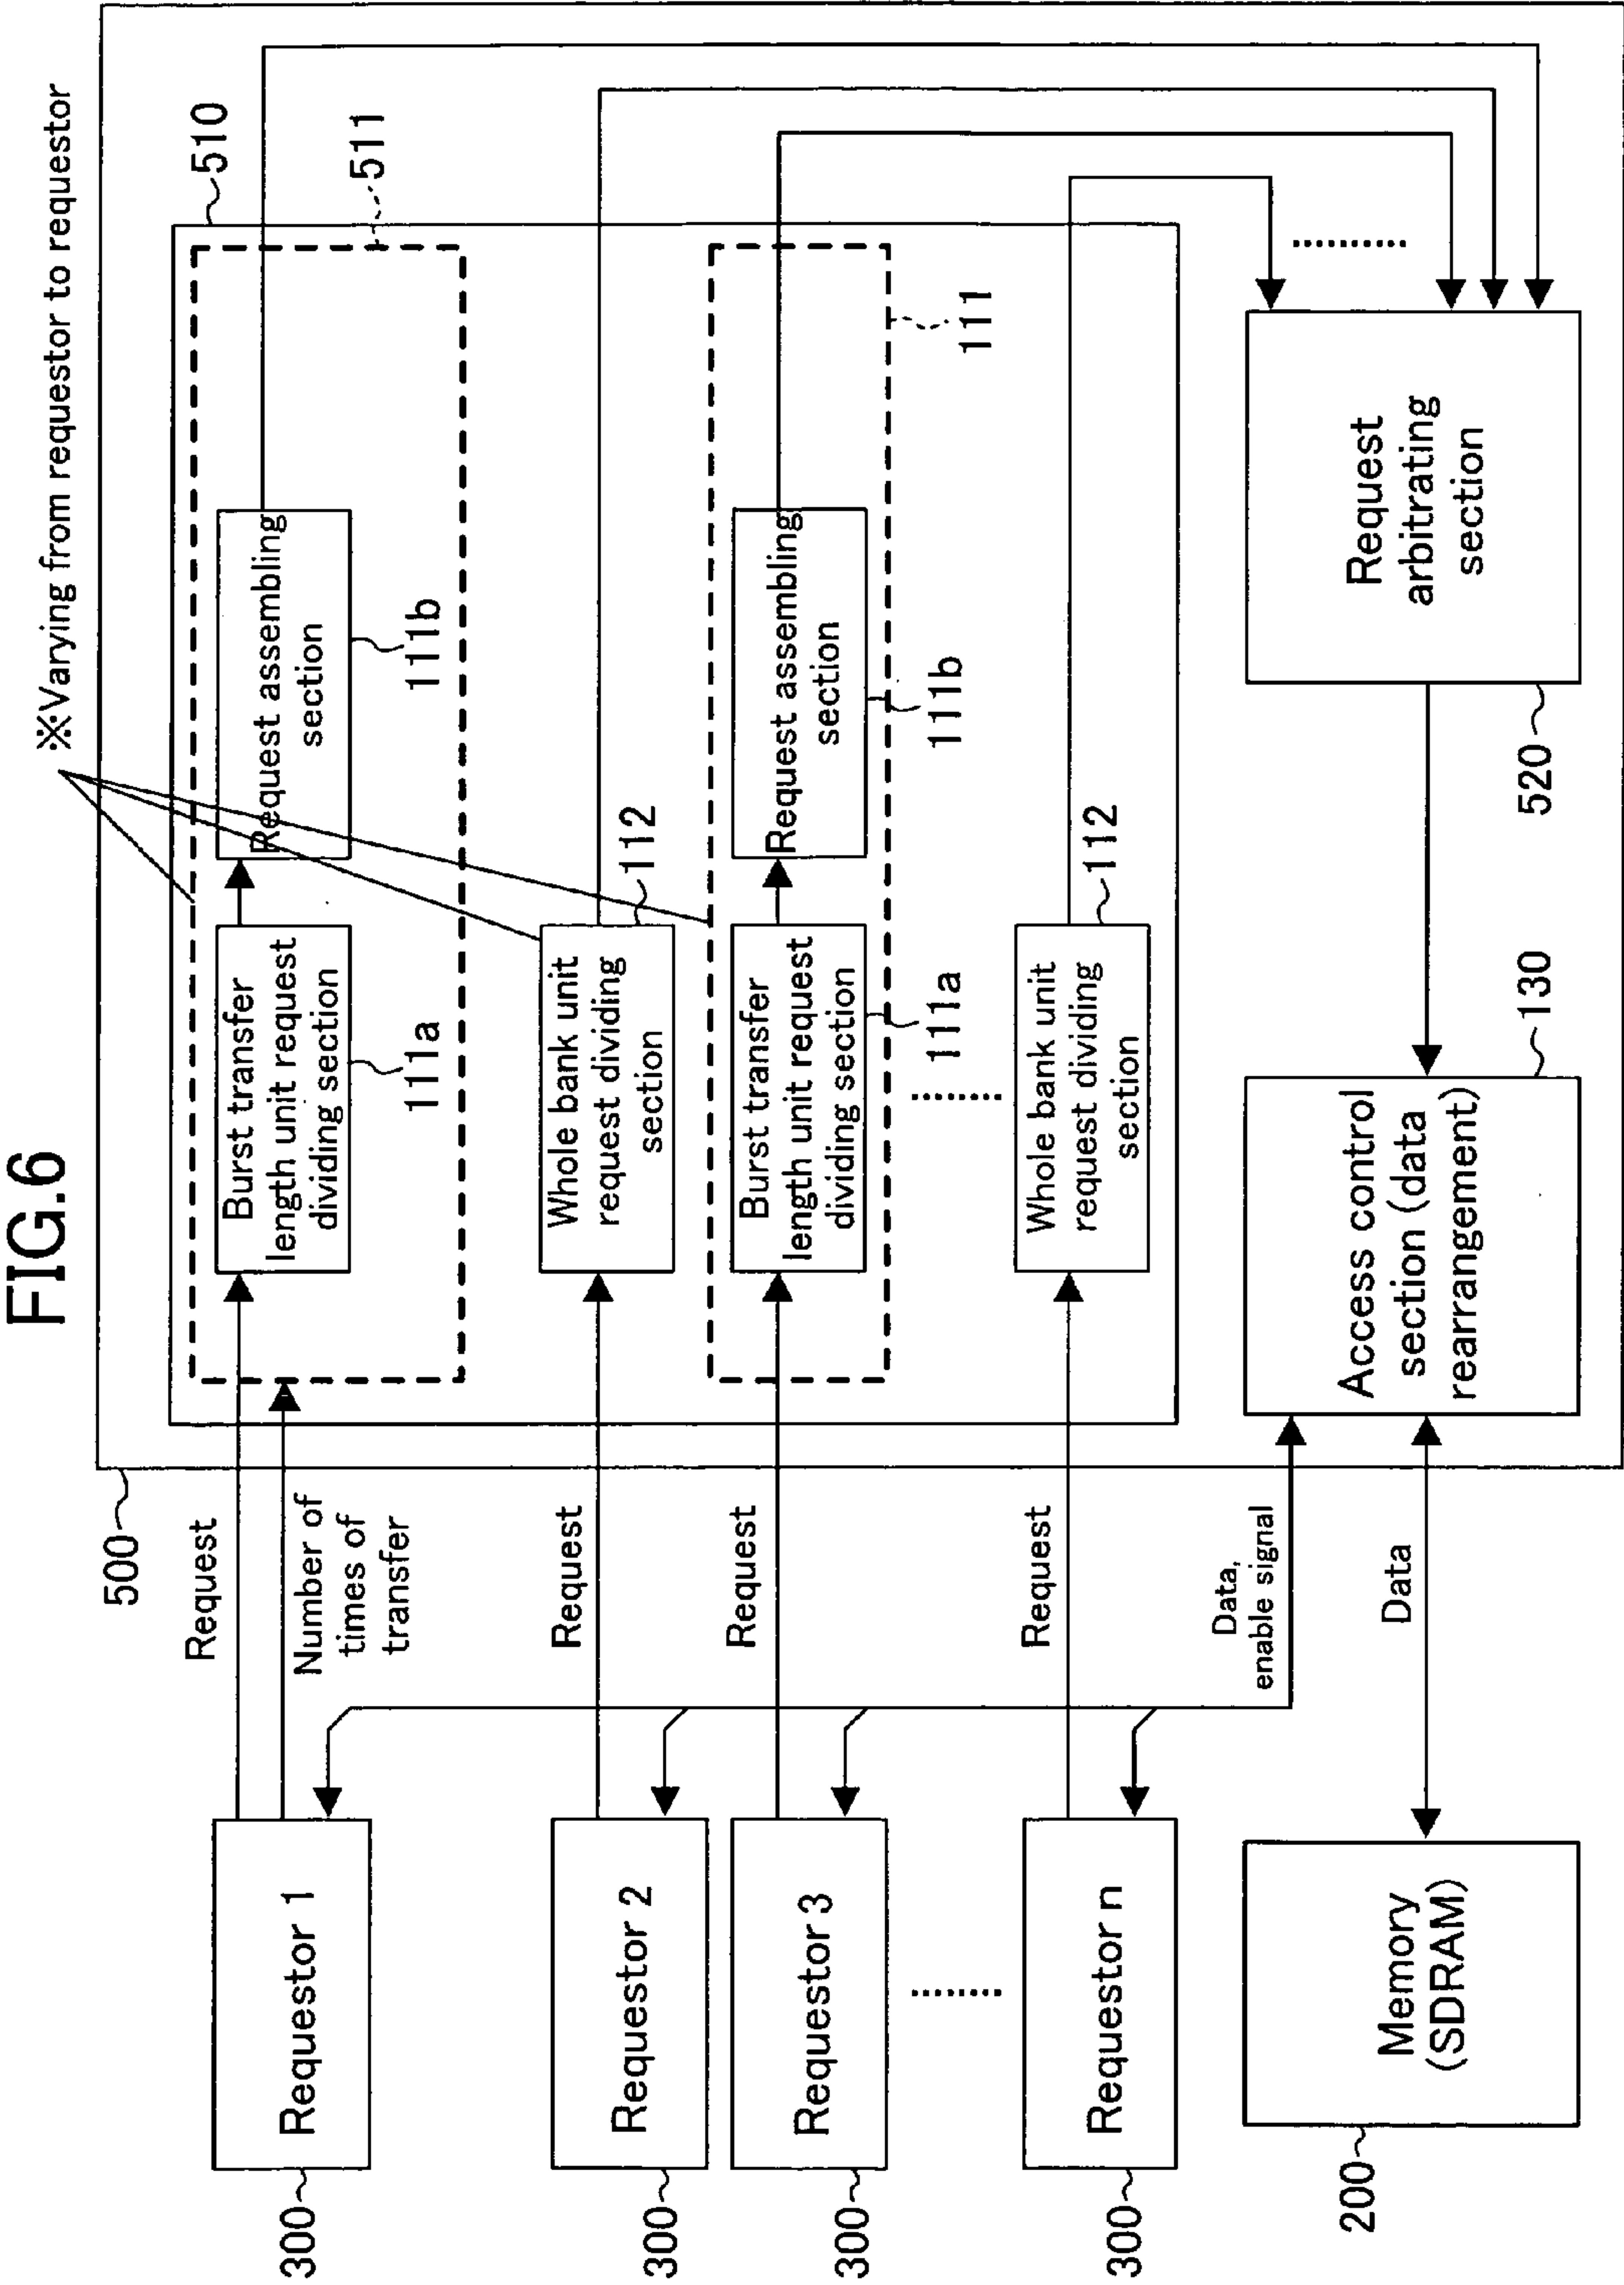 FIG.6
※Varying from requestor to requestor
500
510
511
Requestor 1
300
Request
Number of
times of
transfer
Burst transfer
length unit request
dividing section
111a
Request assembling
section
111b
Requestor 2
300
Request
Whole bank unit
request dividing
section
112
Requestor 3
300
Request
Burst transfer
length unit request
dividing section
111a
Request assembling
section
111b
111
Requestor n
300
Request
Whole bank unit
request dividing
section
112
Data,
enable signal
Data
Memory
(SDRAM)
200
Access control
section (data
rearrangement)
130
Request
arbitrating
section
520